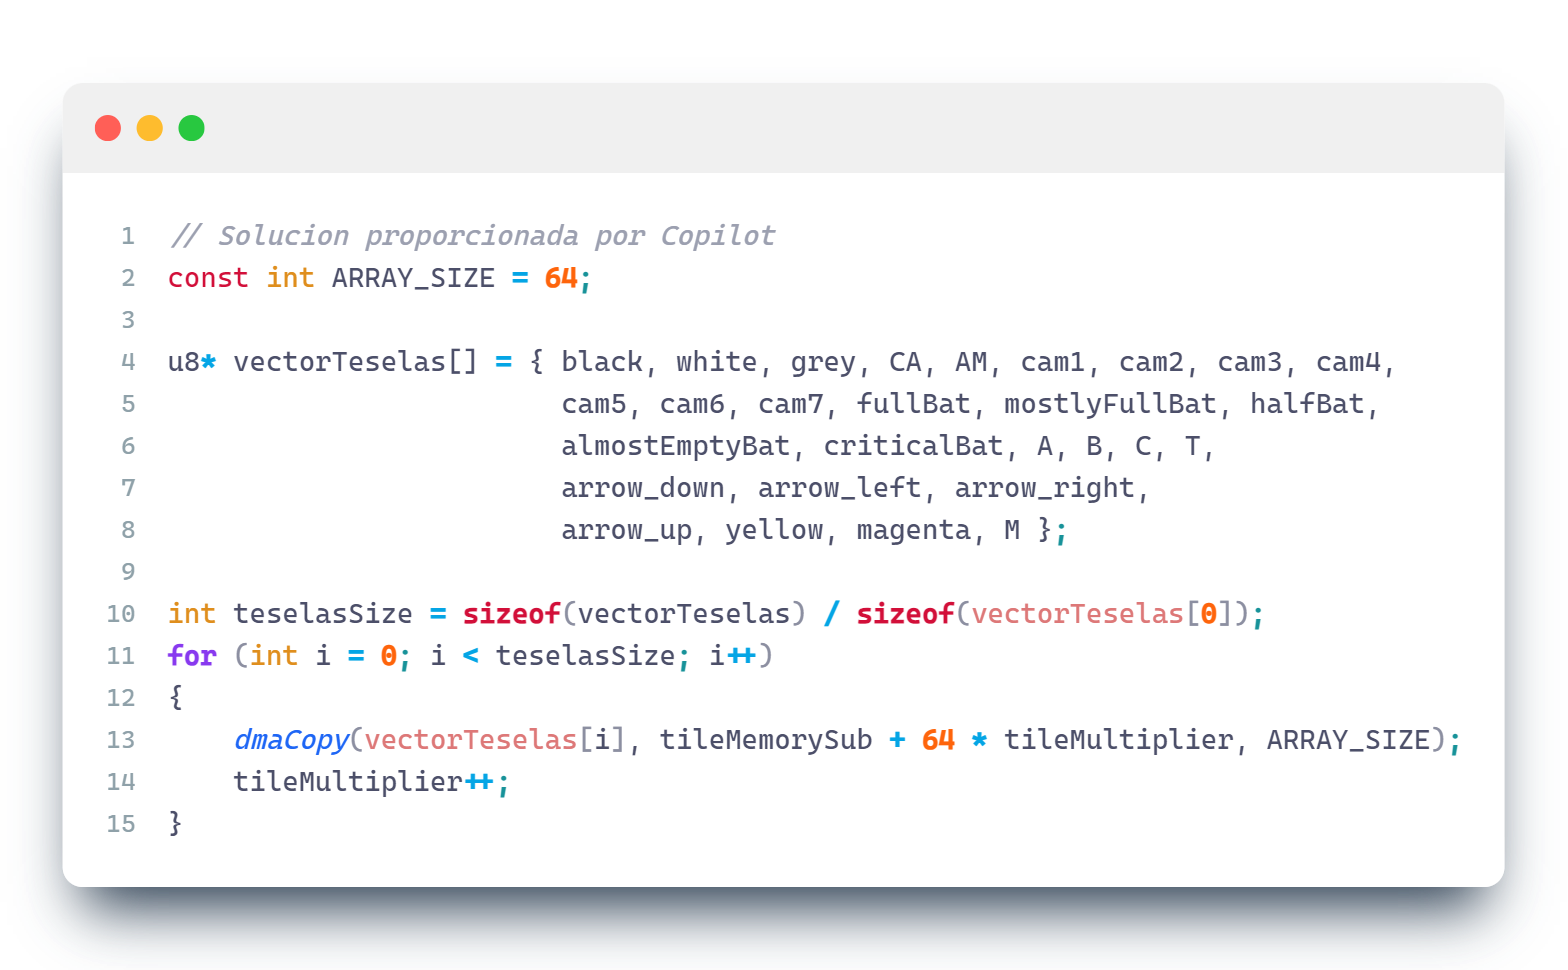 1 // Solucion proporcionada por Copilot
2 const int ARRAY_SIZE = 64;
3
4 u8* vectorTeselas[] = { black, white, grey, CA, AM, cam1, cam2, cam3, cam4,
5                         cam5, cam6, cam7, fullBat, mostlyFullBat, halfBat,
6                         almostEmptyBat, criticalBat, A, B, C, T,
7                         arrow_down, arrow_left, arrow_right,
8                         arrow_up, yellow, magenta, M };
9
10 int teselasSize = sizeof(vectorTeselas) / sizeof(vectorTeselas[0]);
11 for (int i = 0; i < teselasSize; i++)
12 {
13     dmaCopy(vectorTeselas[i], tileMemorySub + 64 * tileMultiplier, ARRAY_SIZE);
14     tileMultiplier++;
15 }